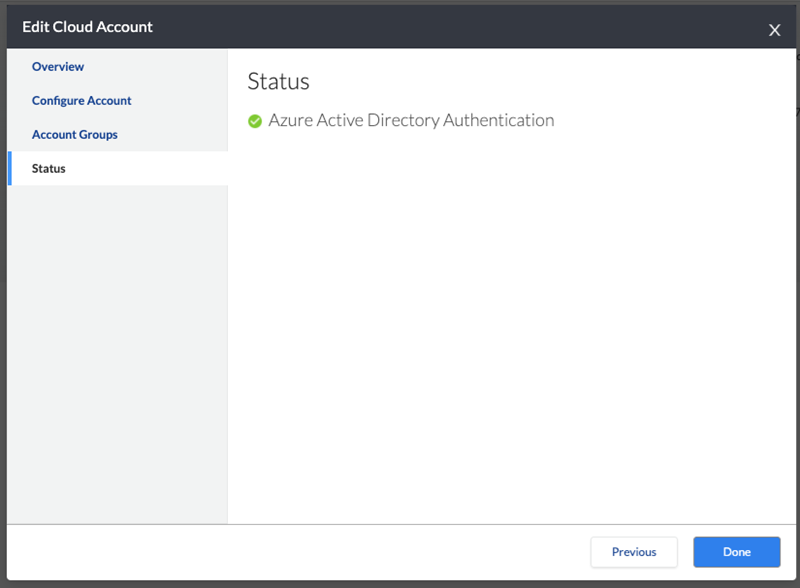 Edit Cloud Account
X
Overview
Configure Account
Account Groups
Status
Status
Azure Active Directory Authentication
Previous
Done